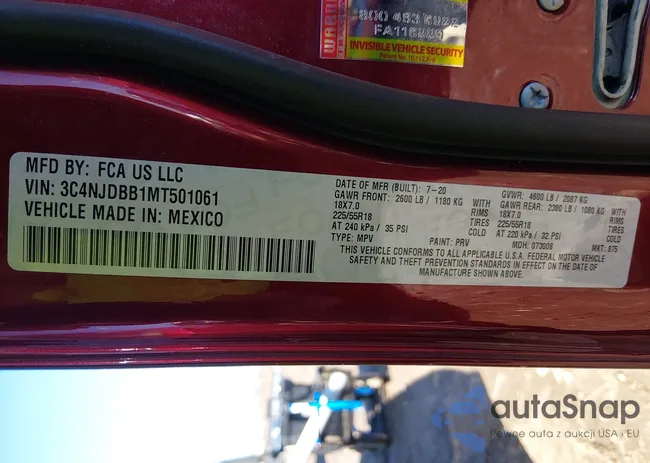 WARNING
INVISIBLE VEHICLE SECURITY
MFD BY: FCA US LLC
VIN: 3C4NJDBB1MT501061
VEHICLE MADE IN: MEXICO
DATE OF MFR (BUILT): 7-20
GAWR FRONT: 2600 LB / 1180 KG WITH
18X7.0 RIMS
225/55R18 TIRES
AT 240 kPa / 35 PSI COLD
TYPE: MPV PAINT: PRV
GVWR: 4600 LB / 2087 KG
GAWR REAR: 2380 LB / 1080 KG WITH
18X7.0 RIMS
225/55R18 TIRES
AT 220 kPa / 32 PSI COLD
MDH: 073008 MKT: 875
THIS VEHICLE CONFORMS TO ALL APPLICABLE U.S.A. FEDERAL MOTOR VEHICLE
SAFETY AND THEFT PREVENTION STANDARDS IN EFFECT ON THE DATE OF
MANUFACTURE SHOWN ABOVE.
autaSnap
Pewne auta z aukcji USA i EU